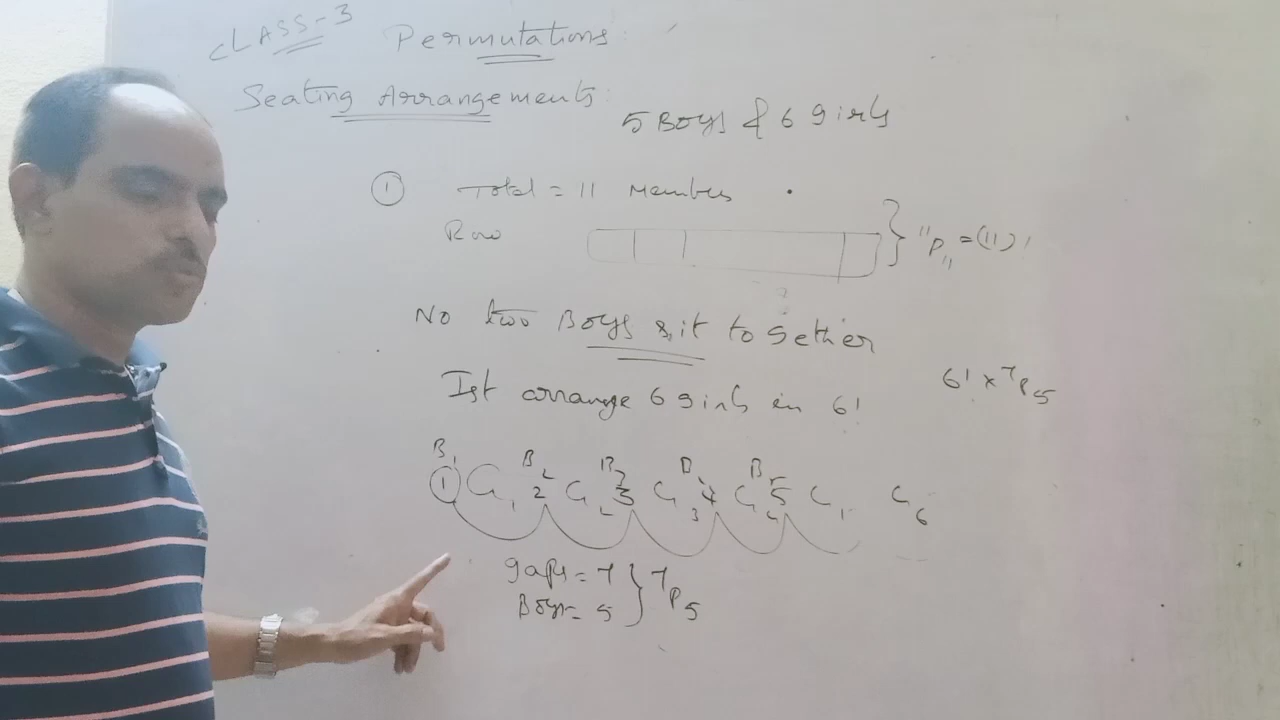 CLASS-3 Permutations:
Seating Arrangements:
5 Boys & 6 girls
① Total = 11 Members
Row } ¹¹P₁₁ = (11)!
No two Boys sit together
Ist arrange 6 girls in 6!
6! x ⁷P₅
B₁ B₂ B₃ B₄ B₅
① G₁ 2 G₂ 3 G₃ 4 G₄ 5 G G₆
gaps = 7 } ⁷P₅
Boys = 5